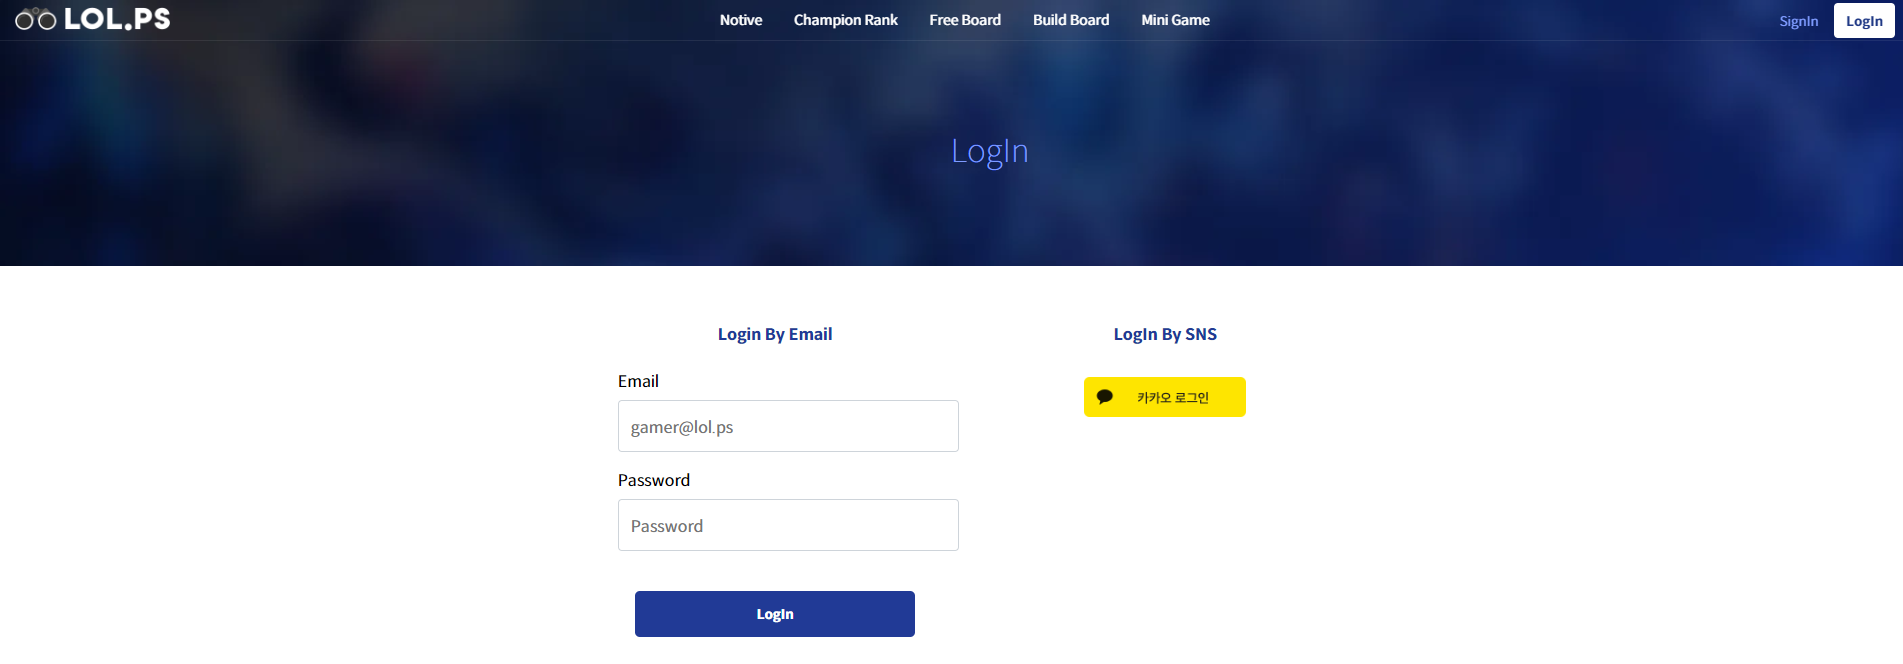 LOL.PS
Notive Champion Rank Free Board Build Board Mini Game
SignIn LogIn
LogIn
Login By Email
Email
gamer@lol.ps
Password
Password
LogIn
LogIn By SNS
카카오 로그인